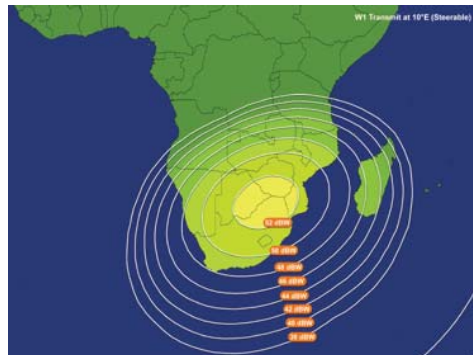 W1 Transmit at 10°E (Steerable)
52 dBW
50 dBW
48 dBW
46 dBW
44 dBW
42 dBW
40 dBW
38 dBW